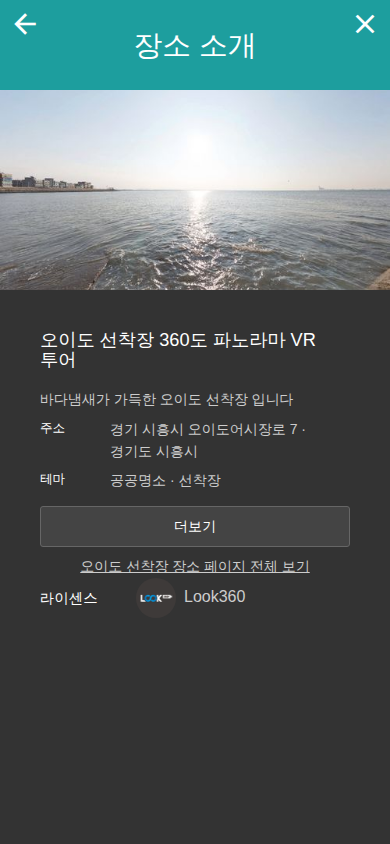 장소 소개
오이도 선착장 360도 파노라마 VR
투어
바다냄새가 가득한 오이도 선착장 입니다
주소
경기 시흥시 오이도어시장로 7 ·
경기도 시흥시
테마
공공명소 · 선착장
더보기
오이도 선착장 장소 페이지 전체 보기
라이센스
LOOK
Look360